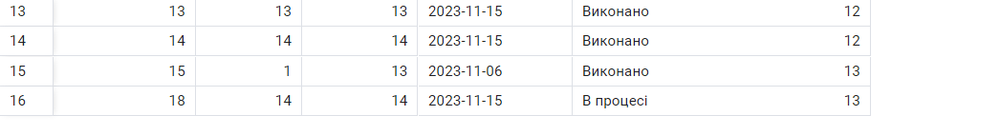 13 13 13 13 2023-11-15 Виконано 12
14 14 14 14 2023-11-15 Виконано 12
15 15 1 13 2023-11-06 Виконано 13
16 18 14 14 2023-11-15 В процесі 13